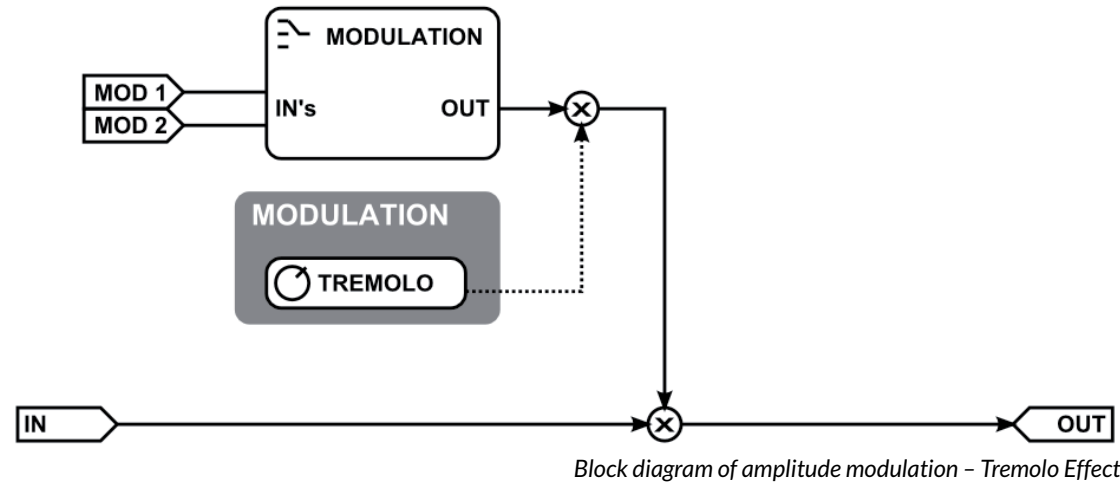 MODULATION
MOD 1
MOD 2
IN's
OUT
X
MODULATION
TREMOLO
IN
X
OUT
Block diagram of amplitude modulation – Tremolo Effect